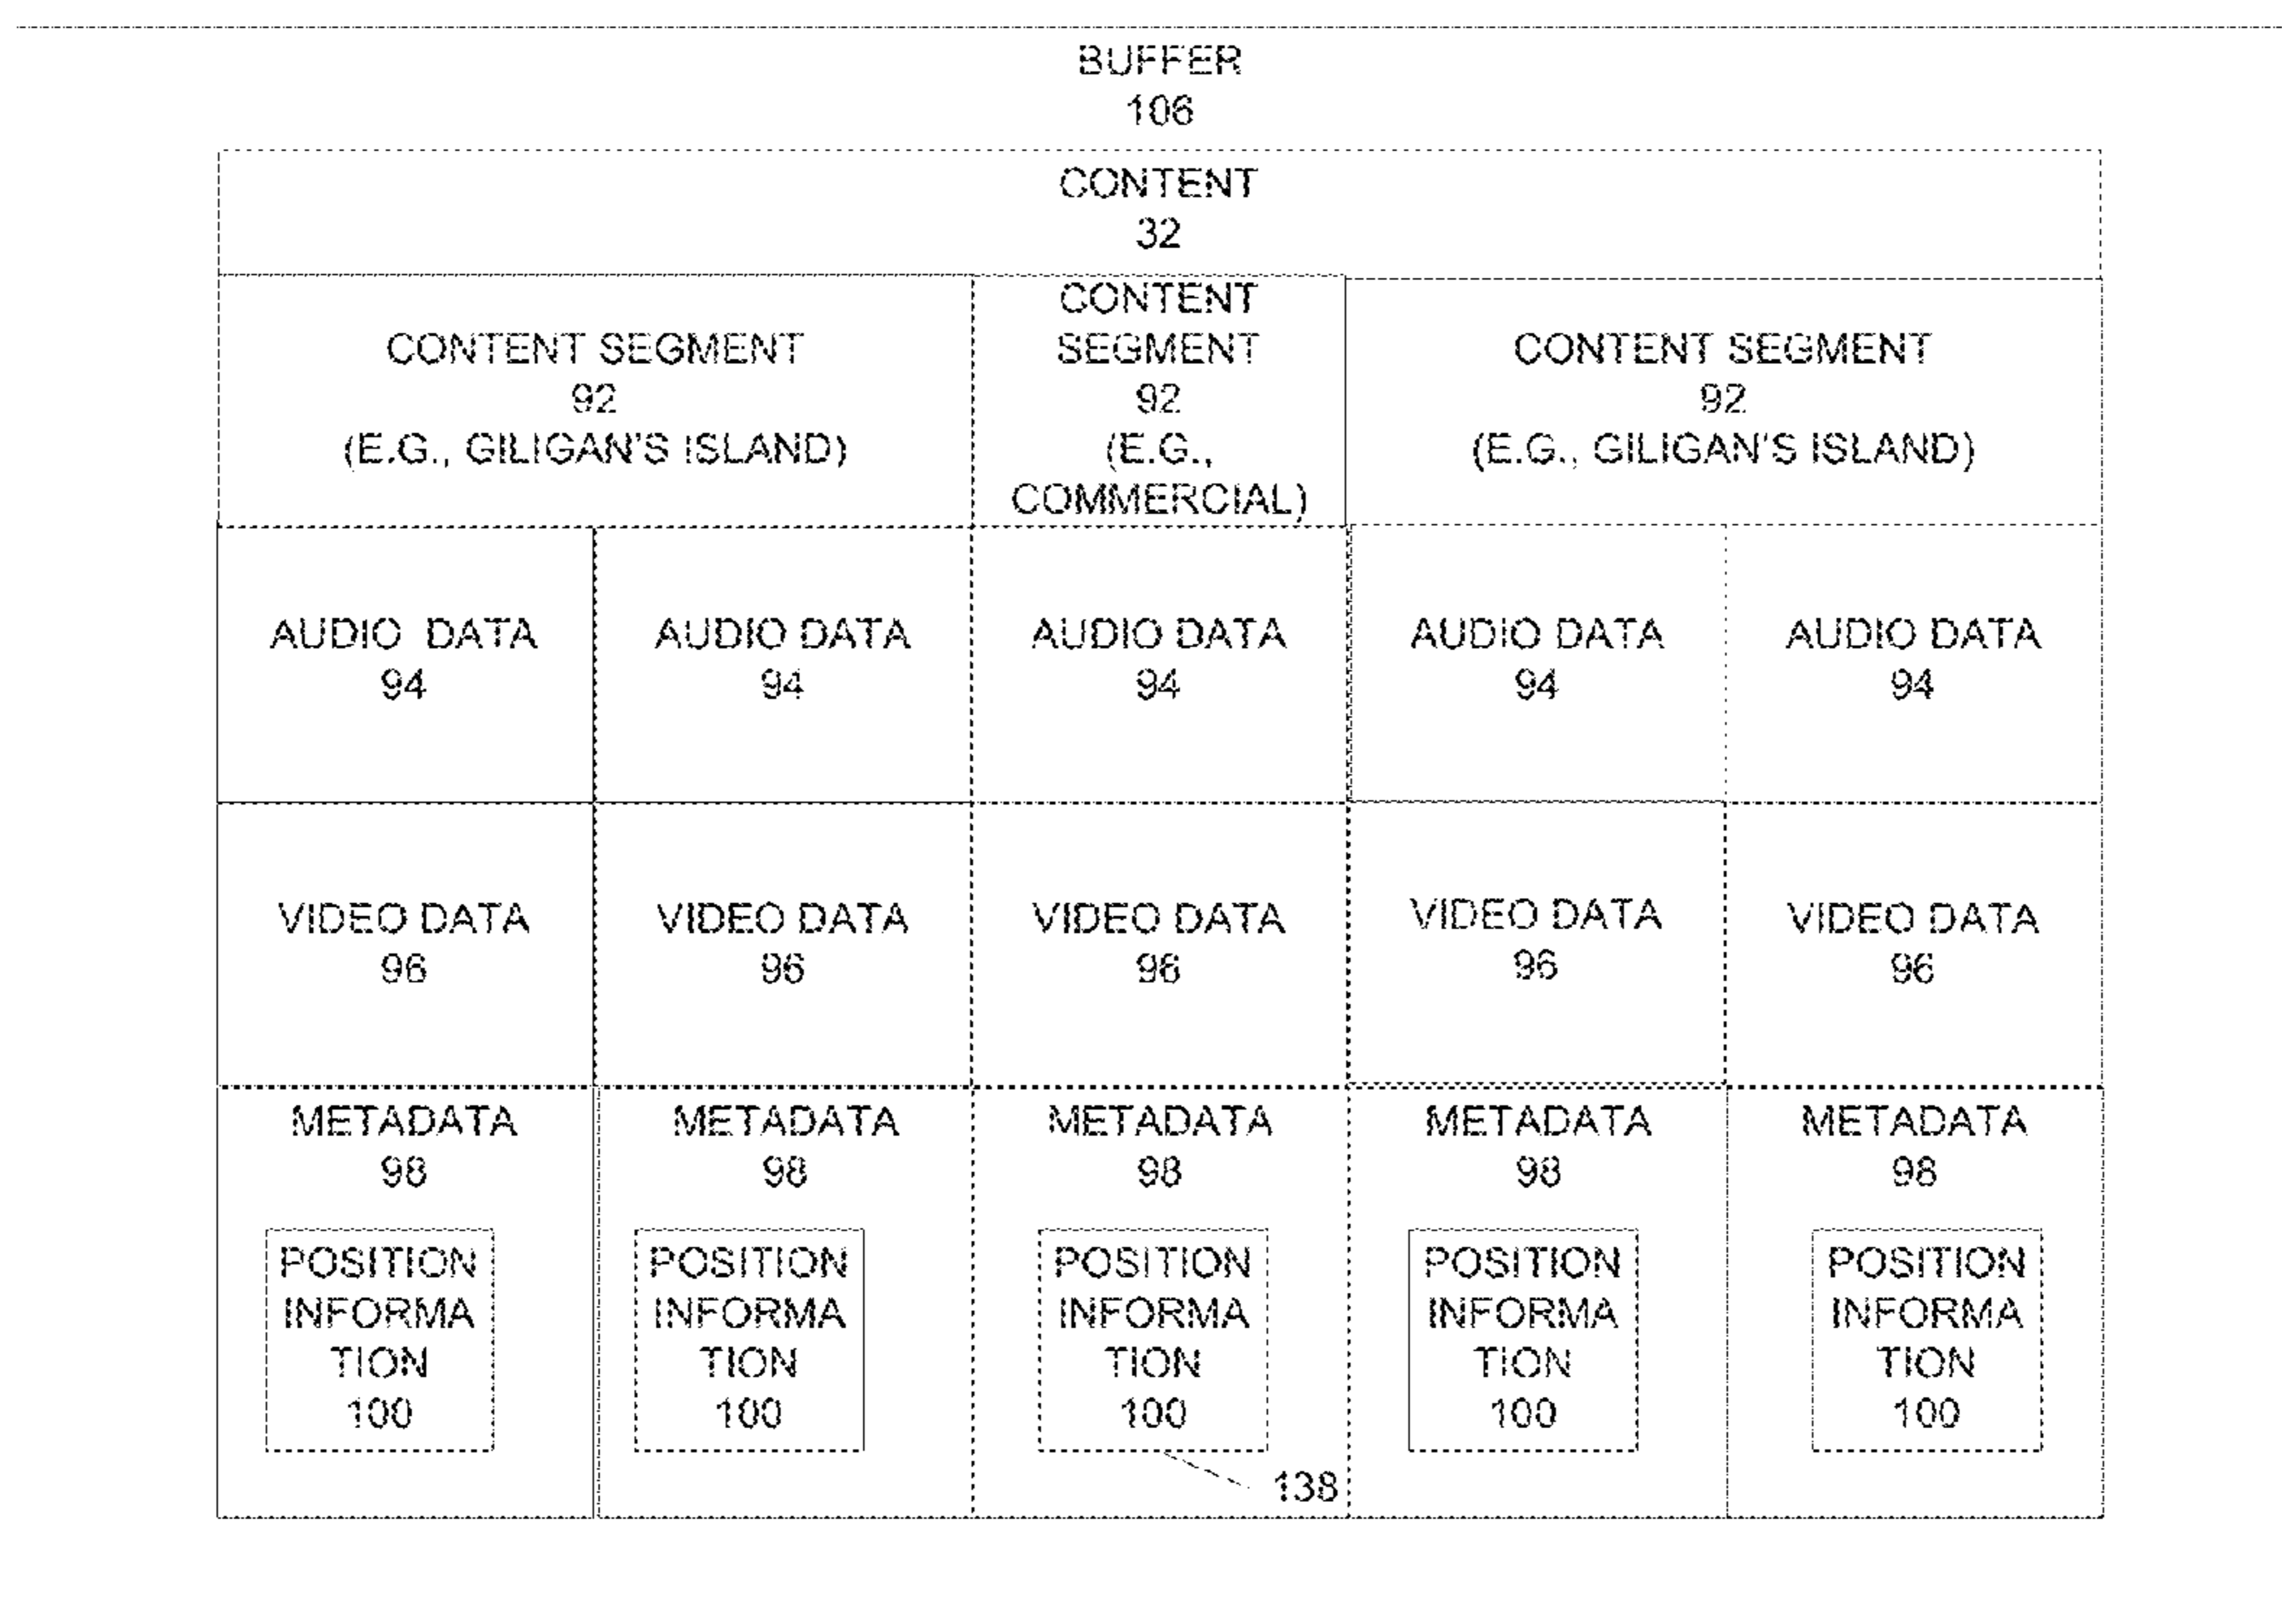 BUFFER
106
CONTENT
32
CONTENT SEGMENT
92
(E.G., GILIGAN'S ISLAND)
CONTENT
SEGMENT
92
(E.G.,
COMMERCIAL)
CONTENT SEGMENT
92
(E.G., GILIGAN'S ISLAND)
AUDIO DATA
94
AUDIO DATA
94
AUDIO DATA
94
AUDIO DATA
94
AUDIO DATA
94
VIDEO DATA
96
VIDEO DATA
96
VIDEO DATA
96
VIDEO DATA
96
VIDEO DATA
96
METADATA
98
POSITION
INFORMA
TION
100
METADATA
98
POSITION
INFORMA
TION
100
METADATA
98
POSITION
INFORMA
TION
100
138
METADATA
98
POSITION
INFORMA
TION
100
METADATA
98
POSITION
INFORMA
TION
100